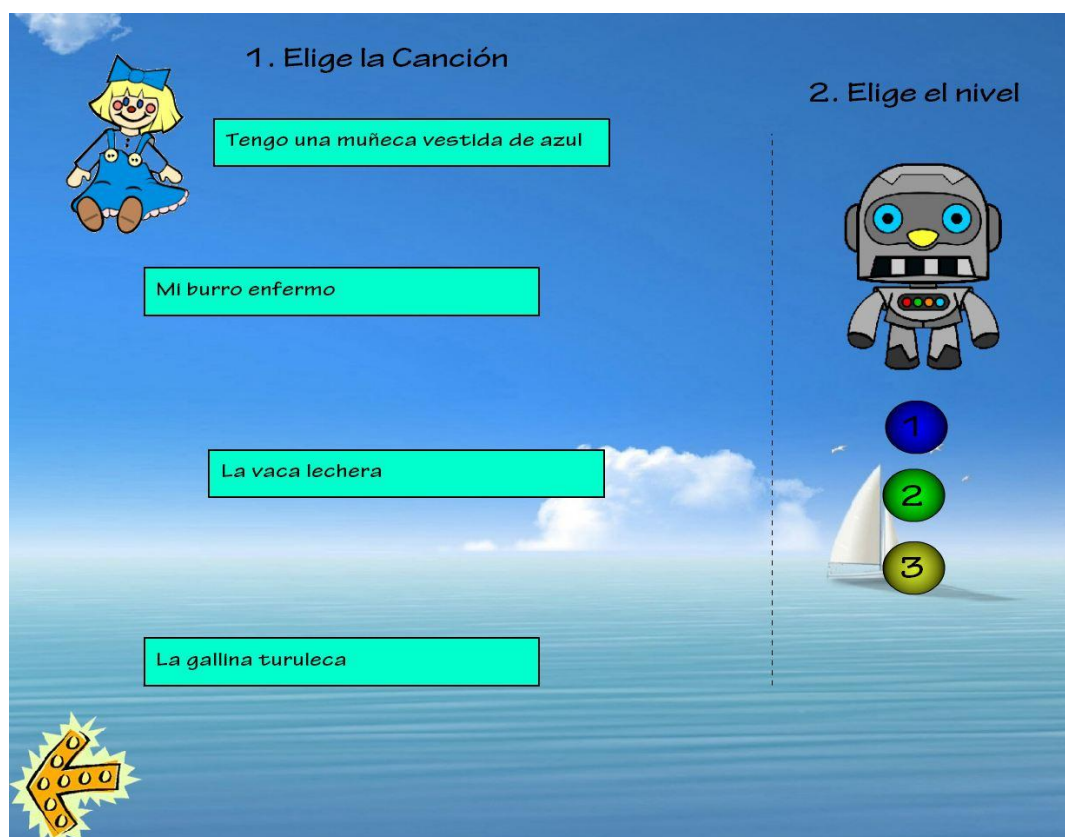 1. Elige la Canción
Tengo una muñeca vestida de azul
Mi burro enfermo
La vaca lechera
La gallina turuleca
2. Elige el nivel
1
2
3